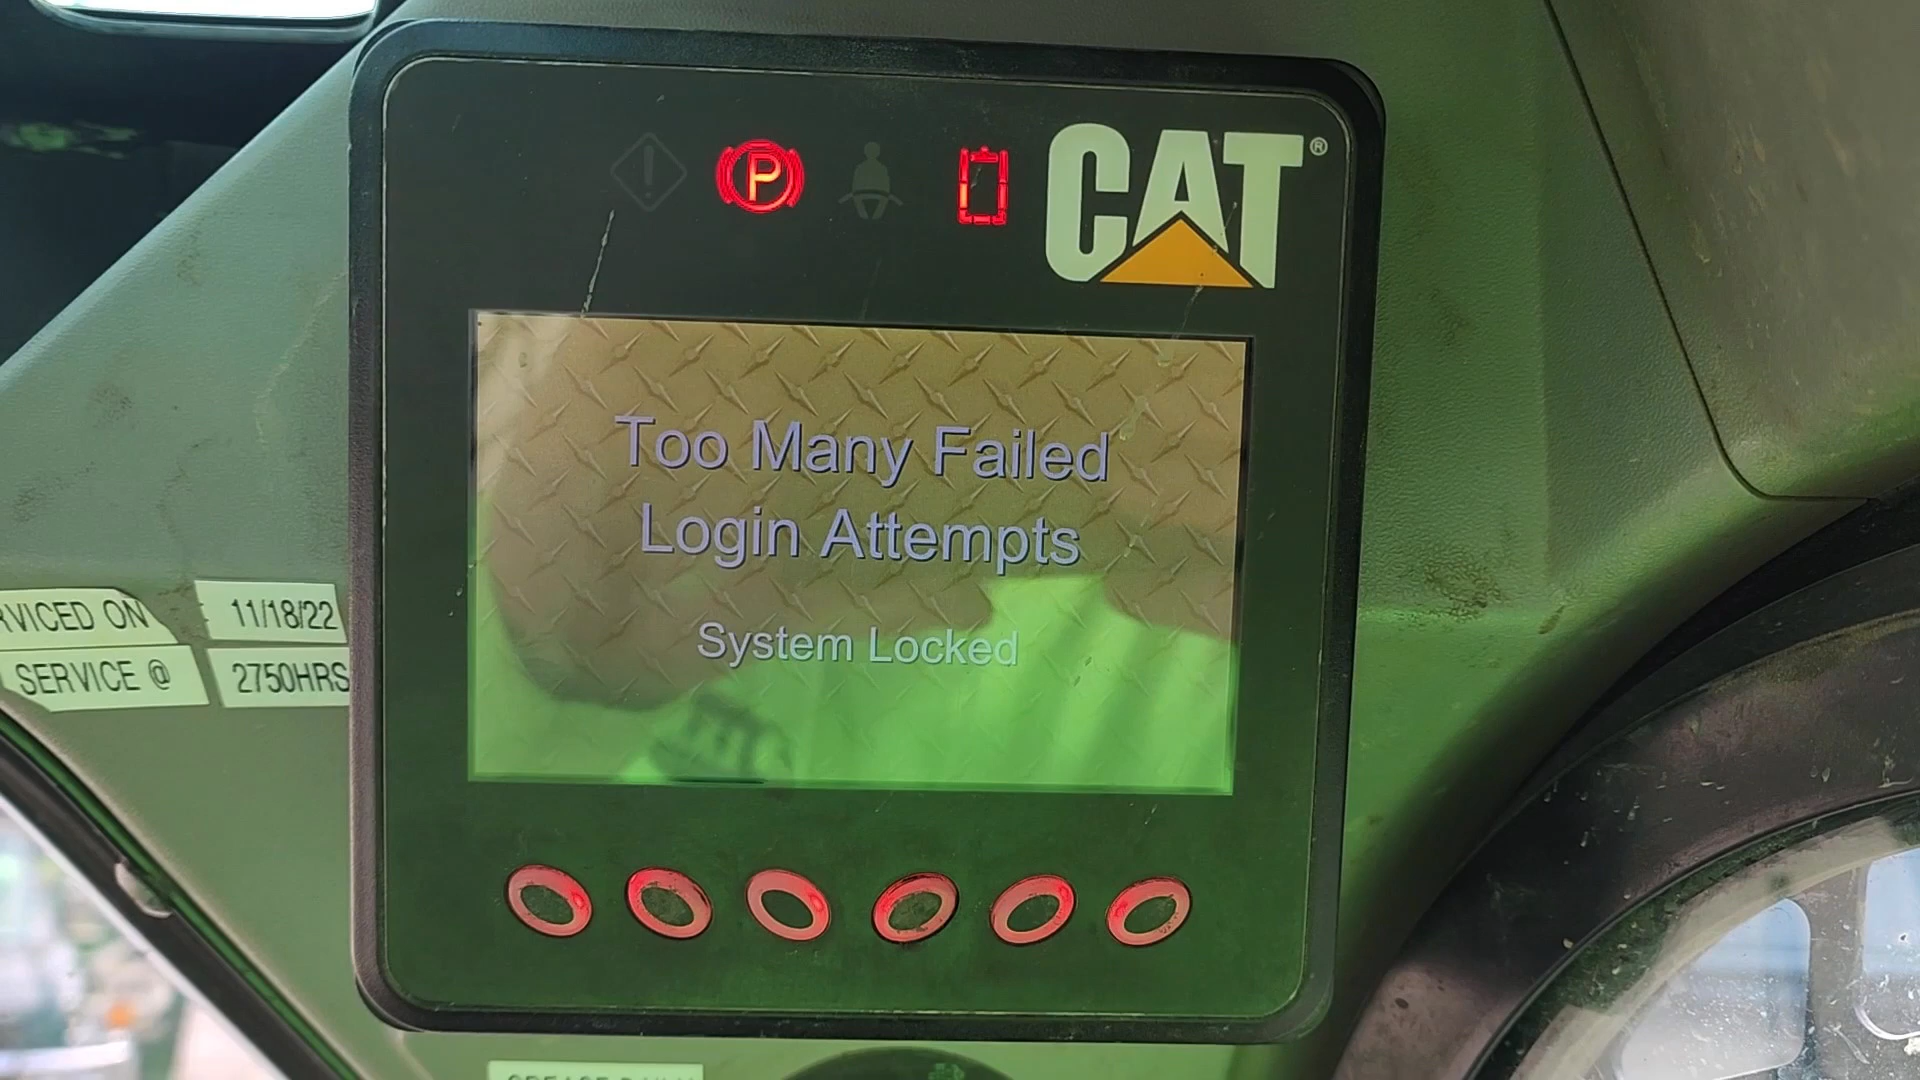 P
CAT®
Too Many Failed
Login Attempts
System Locked
RVICED ON 11/18/22
SERVICE @ 2750HRS